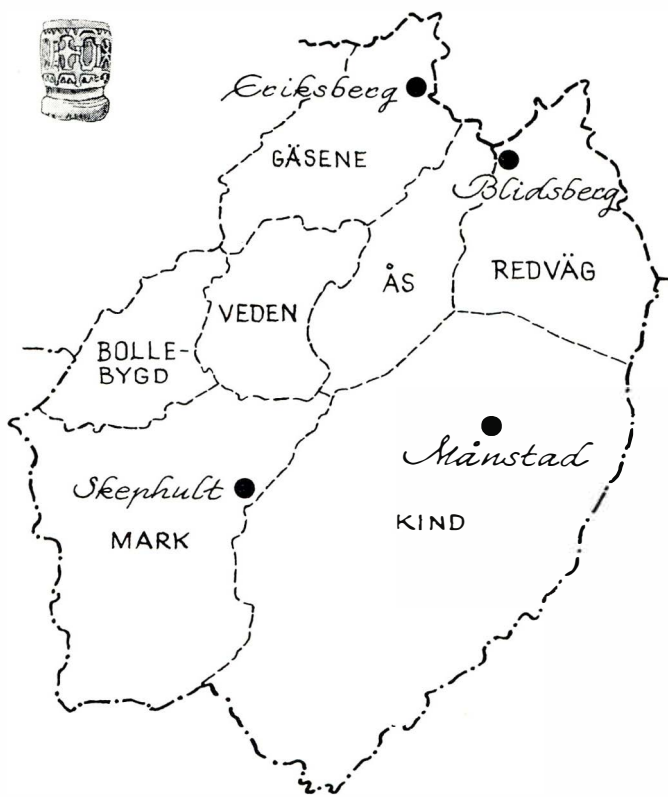 Eriksberg
GÄSENE
Blidsberg
ÅS
REDVÄG
VEDEN
BOLLE-
BYGD
Månstad
Skephult
KIND
MARK